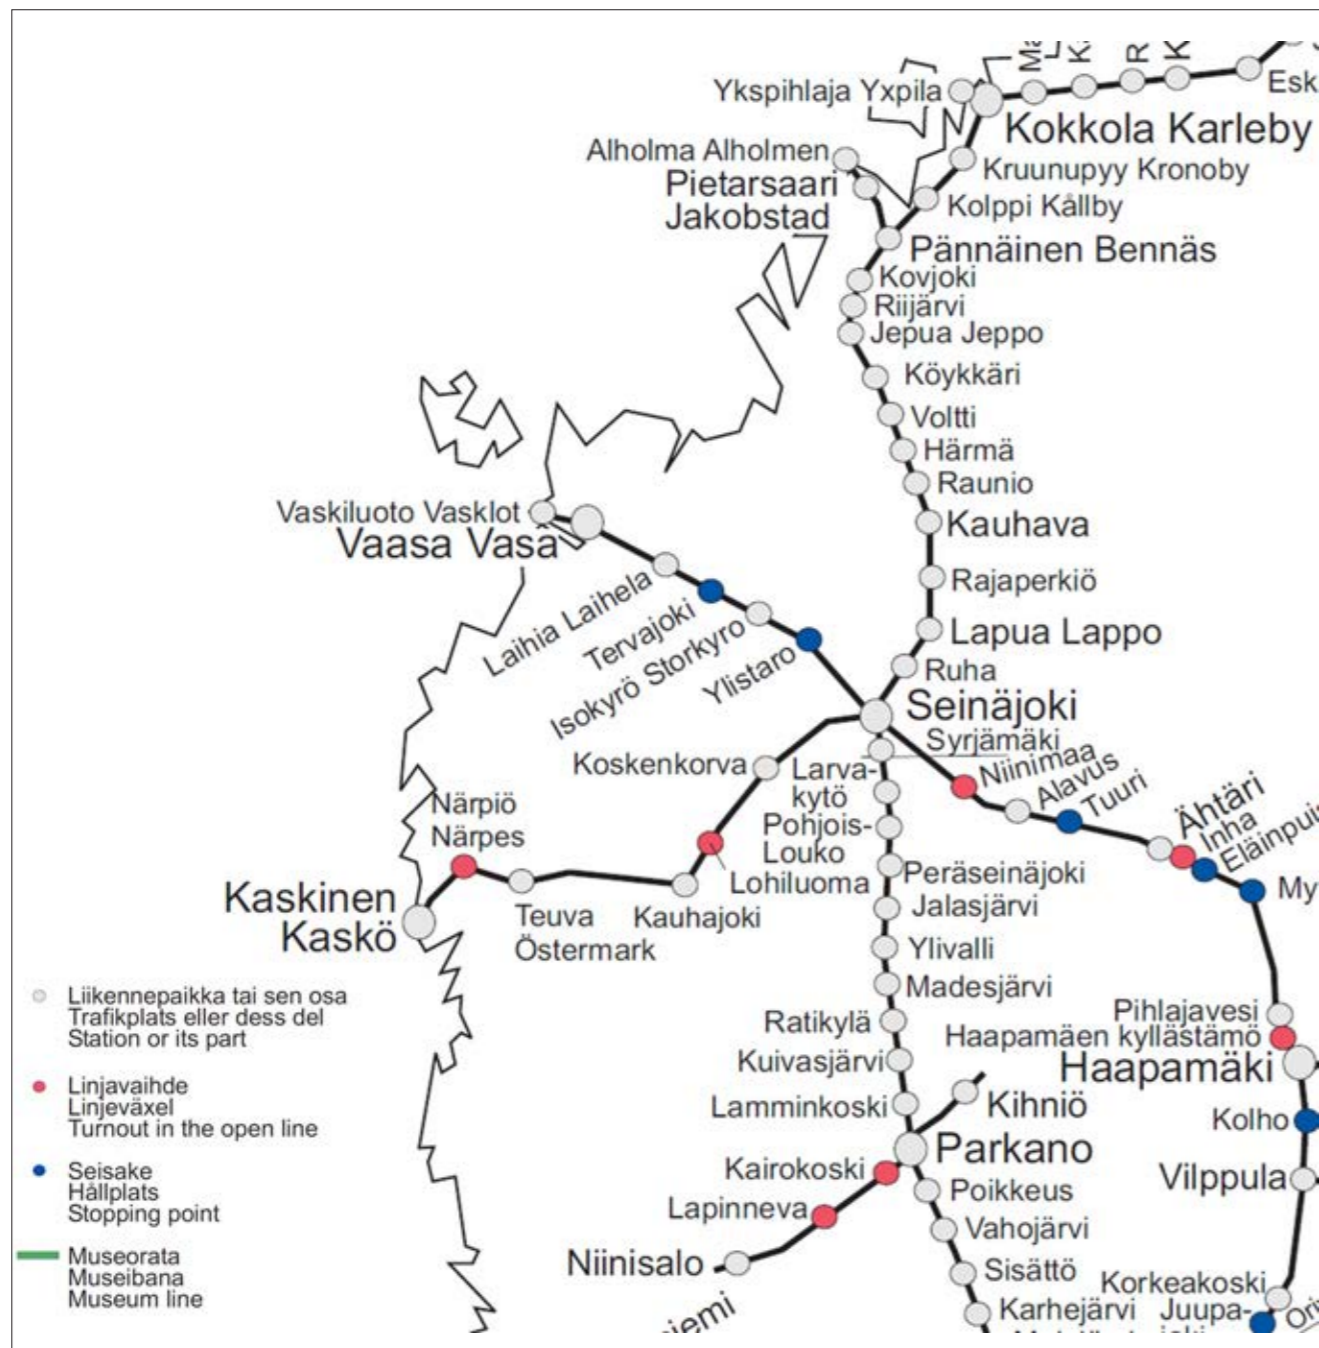 Ykspihlaja Yxpila
Esk
Kokkola Karleby
Alholma Alholmen
Kruunupyy Kronoby
Pietarsaari
Jakobstad
Kolppi Kållby
Pännäinen Bennäs
Kovjoki
Riijärvi
Jepua Jeppo
Köykkäri
Voltti
Härmä
Raunio
Vaskiluoto Vasklot
Kauhava
Vaasa Vasa
Rajaperkiö
Laihia Laihela
Tervajoki
Isokyrö Storkyro
Ylistaro
Lapua Lappo
Ruha
Seinäjoki
Syrjämäki
Koskenkorva
Larva-
kytö
Niinimaa
Alavus
Tuuri
Ähtäri
Inha
Eläinpuis
My
Närpiö
Närpes
Pohjois-
Louko
Lohiluoma
Peräseinäjoki
Kaskinen
Kaskö
Teuva
Östermark
Kauhajoki
Jalasjärvi
Ylivalli
Madesjärvi
Liikennepaikka tai sen osa
Trafikplats eller dess del
Station or its part
Ratikylä
Pihlajavesi
Haapamäen kyllästämö
Kuivasjärvi
Haapamäki
Linjavaihde
Linjeväxel
Turnout in the open line
Lamminkoski
Kihniö
Kolho
Parkano
Kairokoski
Vilppula
Seisake
Hållplats
Stopping point
Poikkeus
Lapinneva
Vahojärvi
Museorata
Museibana
Museum line
Niinisalo
Sisättö
Korkeakoski
Karhejärvi
Juupa-
joki
iemi
Ori